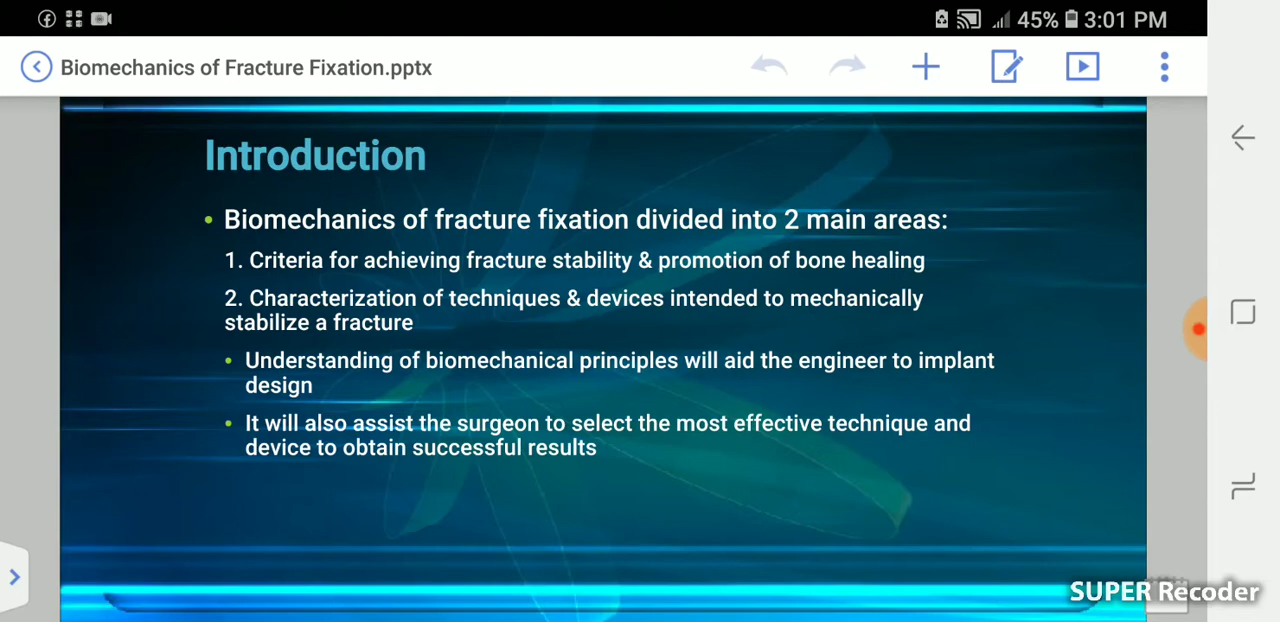 45% 3:01 PM
Biomechanics of Fracture Fixation.pptx
Introduction
• Biomechanics of fracture fixation divided into 2 main areas:
1. Criteria for achieving fracture stability & promotion of bone healing
2. Characterization of techniques & devices intended to mechanically
stabilize a fracture
• Understanding of biomechanical principles will aid the engineer to implant
design
• It will also assist the surgeon to select the most effective technique and
device to obtain successful results
SUPER Recoder